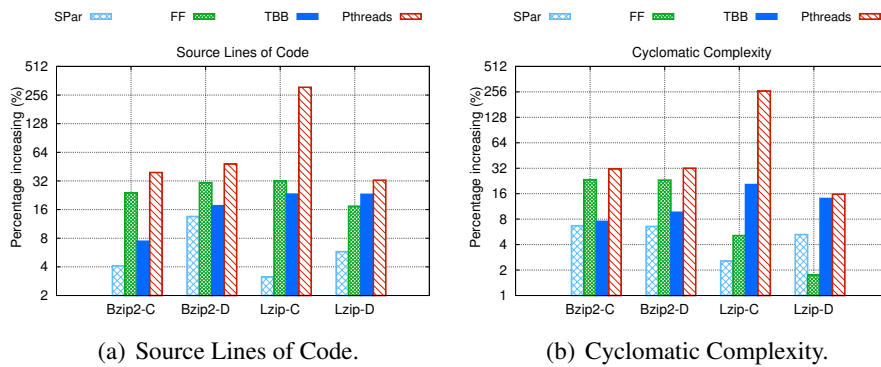 SPar FF TBB Pthreads
Source Lines of Code
Percentage increasing (%)
512
256
128
64
32
16
8
4
2
Bzip2-C Bzip2-D Lzip-C Lzip-D
(a) Source Lines of Code.
SPar FF TBB Pthreads
Cyclomatic Complexity
Percentage increasing (%)
512
256
128
64
32
16
8
4
2
1
Bzip2-C Bzip2-D Lzip-C Lzip-D
(b) Cyclomatic Complexity.